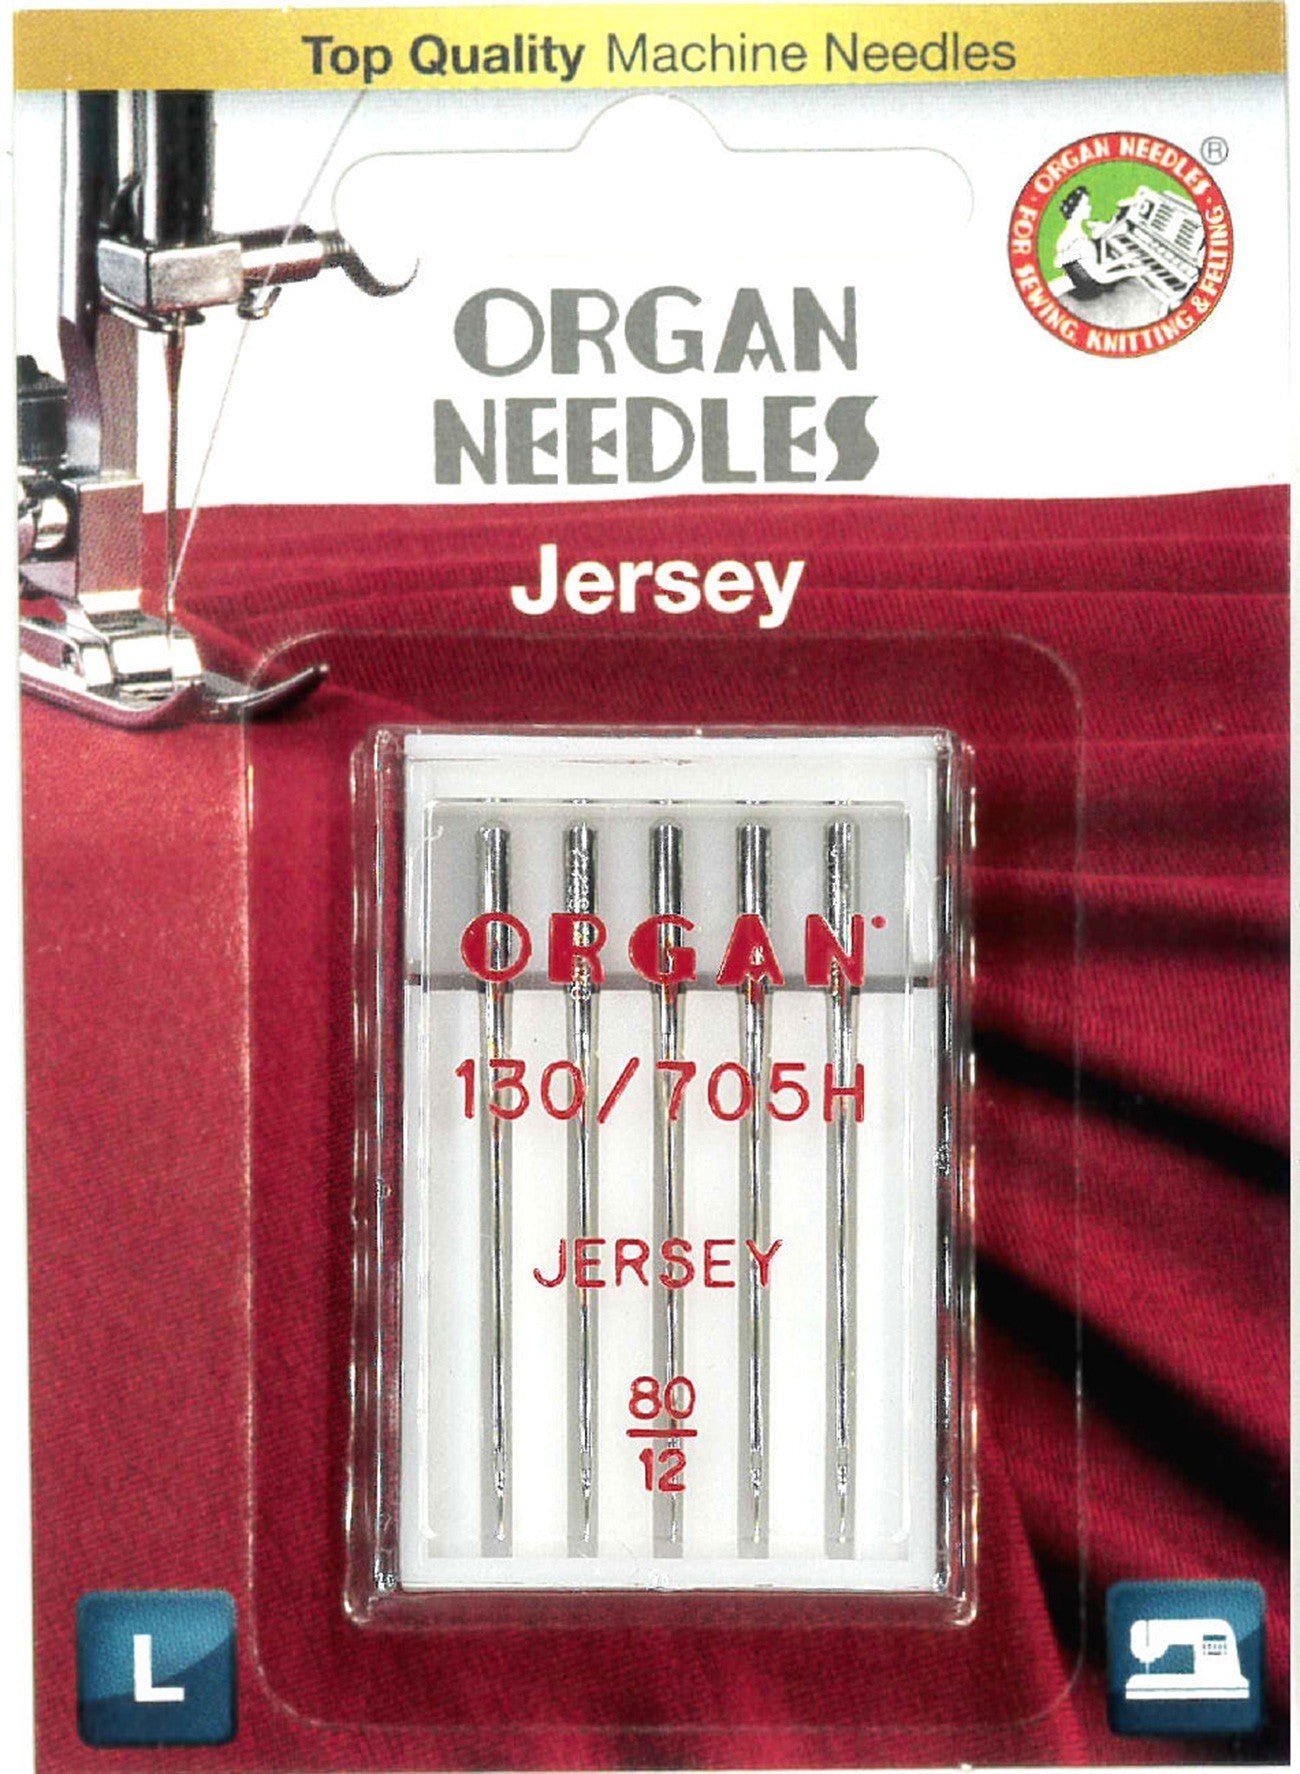 Top Quality Machine Needles
ORGAN NEEDLES ®
· FOR SEWING, KNITTING & FELTING ·
ORGAN
NEEDLES
Jersey
ORGAN
130/705H
JERSEY
80
12
L